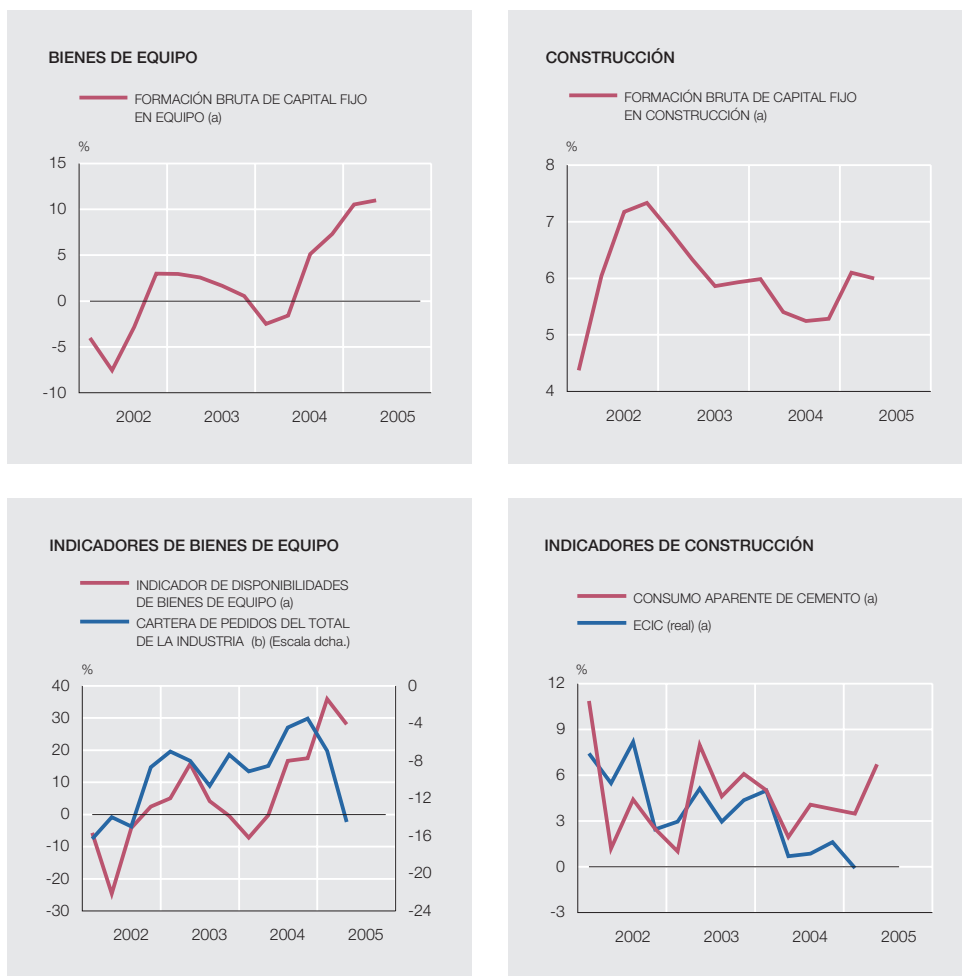 BIENES DE EQUIPO
FORMACIÓN BRUTA DE CAPITAL FIJO
EN EQUIPO (a)
%
15
10
5
0
-5
-10
2002 2003 2004 2005
CONSTRUCCIÓN
FORMACIÓN BRUTA DE CAPITAL FIJO
EN CONSTRUCCIÓN (a)
%
8
7
6
5
4
2002 2003 2004 2005
INDICADORES DE BIENES DE EQUIPO
INDICADOR DE DISPONIBILIDADES
DE BIENES DE EQUIPO (a)
CARTERA DE PEDIDOS DEL TOTAL
DE LA INDUSTRIA (b) (Escala dcha.)
%
40 0
30 -4
20 -8
10 -12
0 -16
-10 -20
-20 -24
-30
2002 2003 2004 2005
INDICADORES DE CONSTRUCCIÓN
CONSUMO APARENTE DE CEMENTO (a)
ECIC (real) (a)
%
12
9
6
3
0
-3
2002 2003 2004 2005